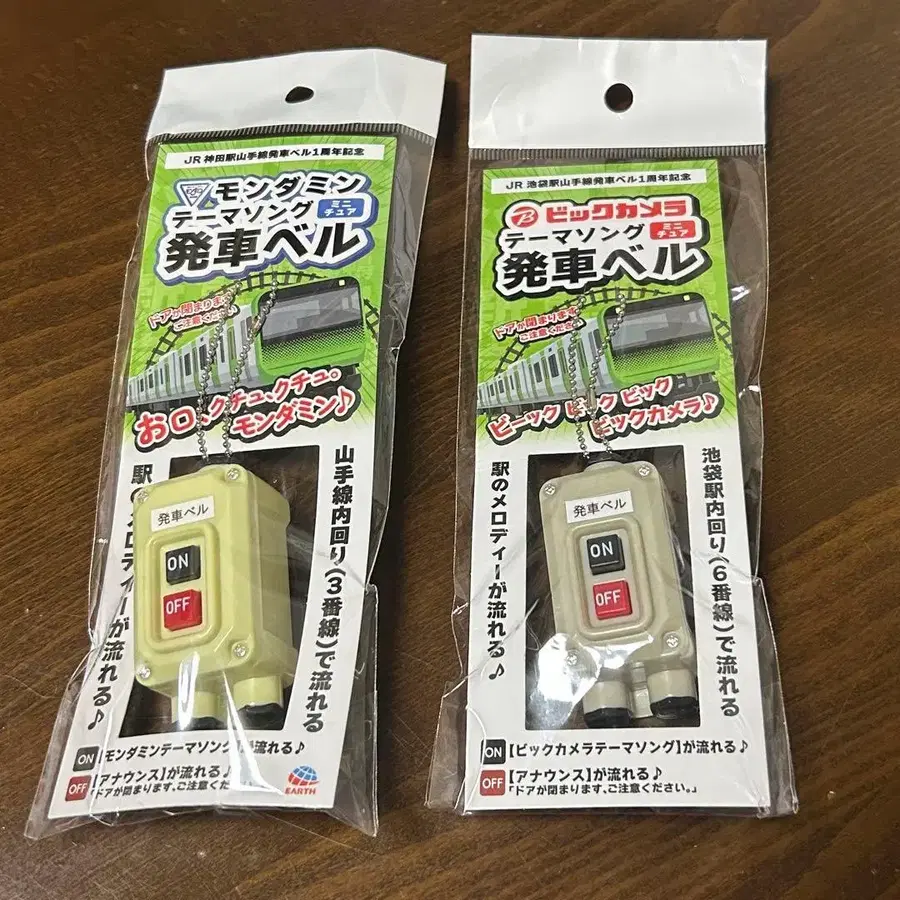 JR 神田駅山手線発車ベル1周年記念
モンダミン
テーマソング
ミニ
チュア
発車ベル
ドアが閉まります
ご注意ください
お口、クチュ、クチュ。
モンダミン♪
山手線内回り(3番線)で流れる
駅のメロディーが流れる♪
発車ベル
ON
OFF
ON 【モンダミンテーマソング】が流れる♪
OFF 【アナウンス】が流れる♪
「ドアが閉まります、ご注意ください。」
EARTH
JR 池袋駅山手線発車ベル1周年記念
B ビックカメラ
テーマソング
ミニ
チュア
発車ベル
ドアが閉まります
ご注意ください
ビーック ビック ビック
ビックカメラ♪
池袋駅内回り(6番線)で流れる
駅のメロディーが流れる♪
発車ベル
ON
OFF
ON 【ビックカメラテーマソング】が流れる♪
OFF 【アナウンス】が流れる♪
「ドアが閉まります、ご注意ください。」